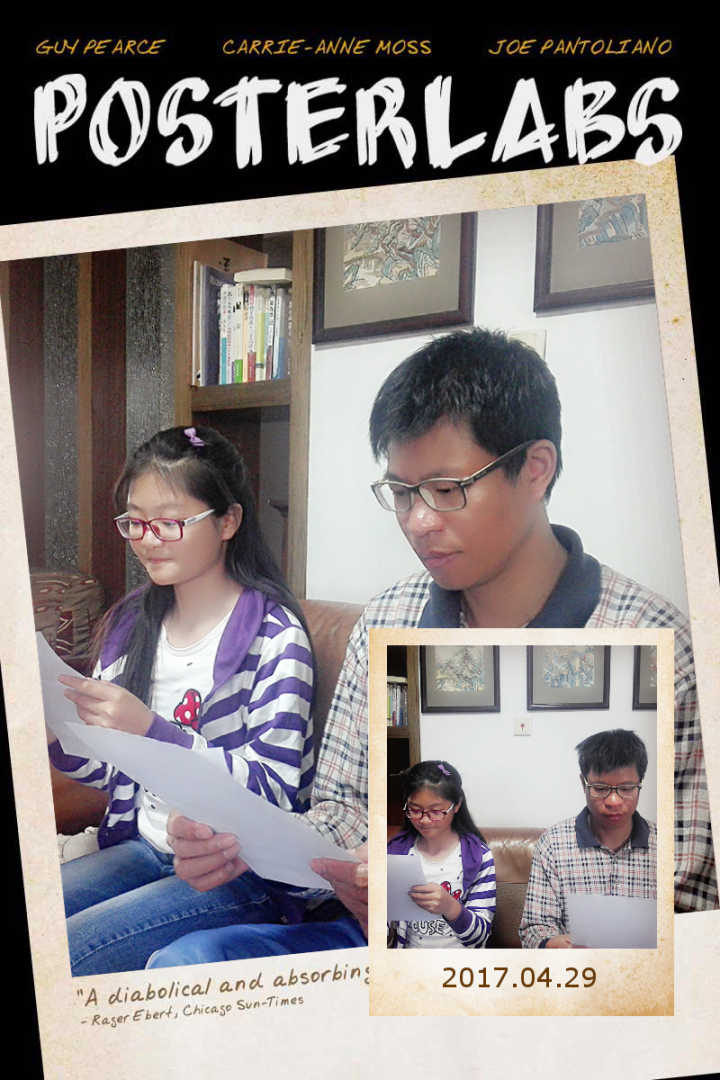 GUY PEARCE CARRIE-ANNE MOSS JOE PANTOLIANO
POSTERLABS
"A diabolical and absorbing
- Roger Ebert, Chicago Sun-Times
CUSE
2017.04.29